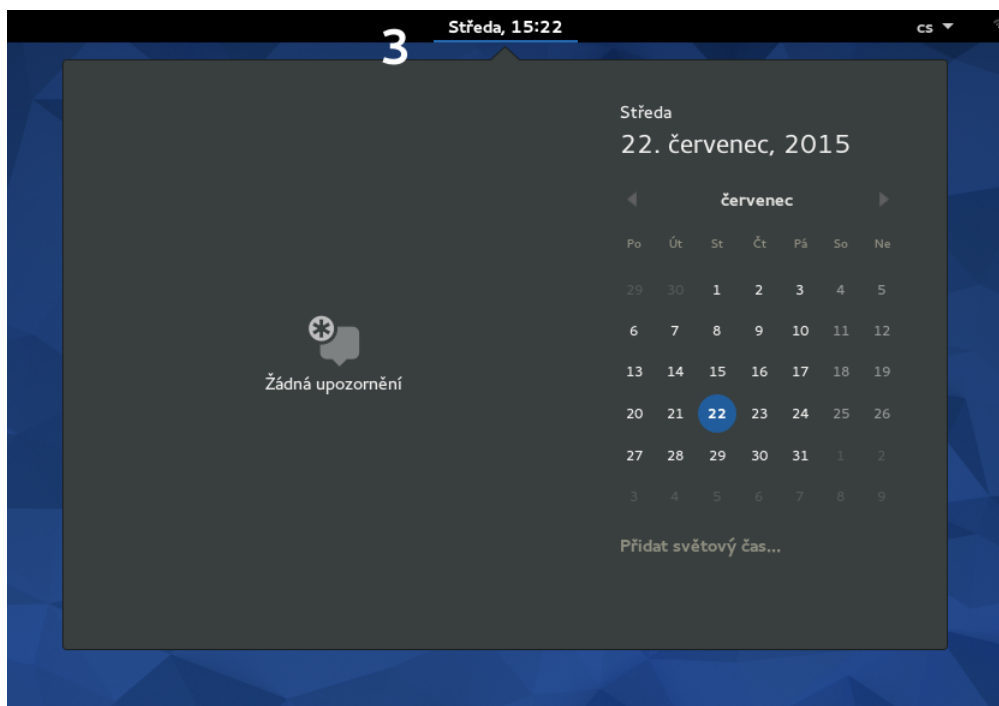 Středa, 15:22
cs
3
Středa
22. červenec, 2015
červenec
Po Út St Čt Pá So Ne
29 30 1 2 3 4 5
6 7 8 9 10 11 12
13 14 15 16 17 18 19
20 21 22 23 24 25 26
27 28 29 30 31 1 2
3 4 5 6 7 8 9
Žádná upozornění
Přidat světový čas...